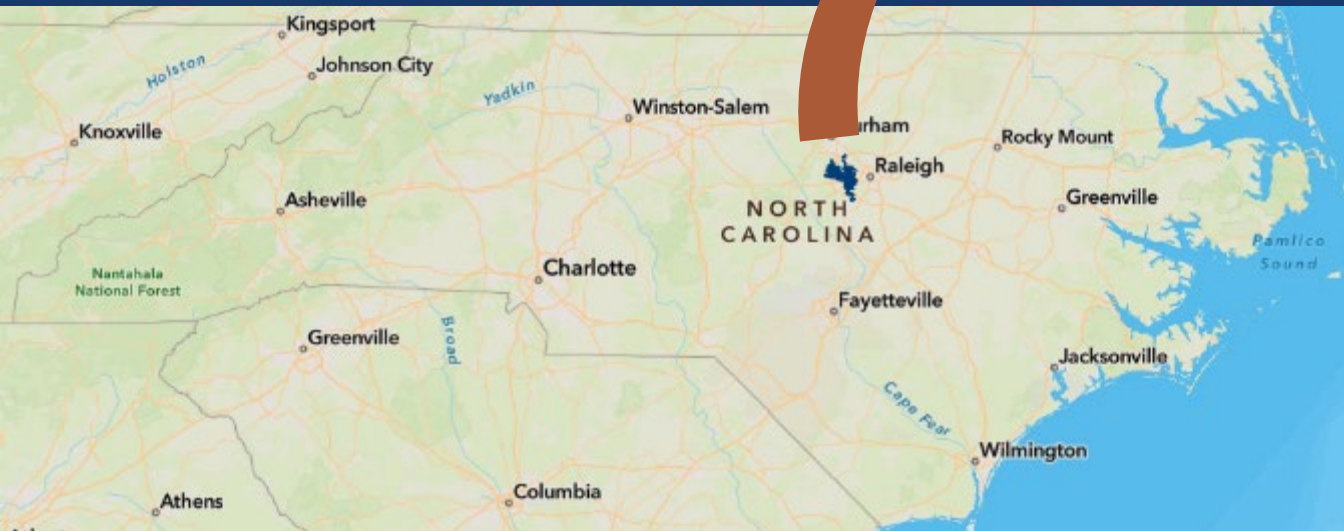 Kingsport
Johnson City
Holston
Yadkin
Winston-Salem
Knoxville
urham
Rocky Mount
Raleigh
Asheville
Greenville
NORTH
CAROLINA
Pamlico
Sound
Charlotte
Nantahala
National Forest
Fayetteville
Broad
Greenville
Jacksonville
Cape Fear
Wilmington
Columbia
Athens